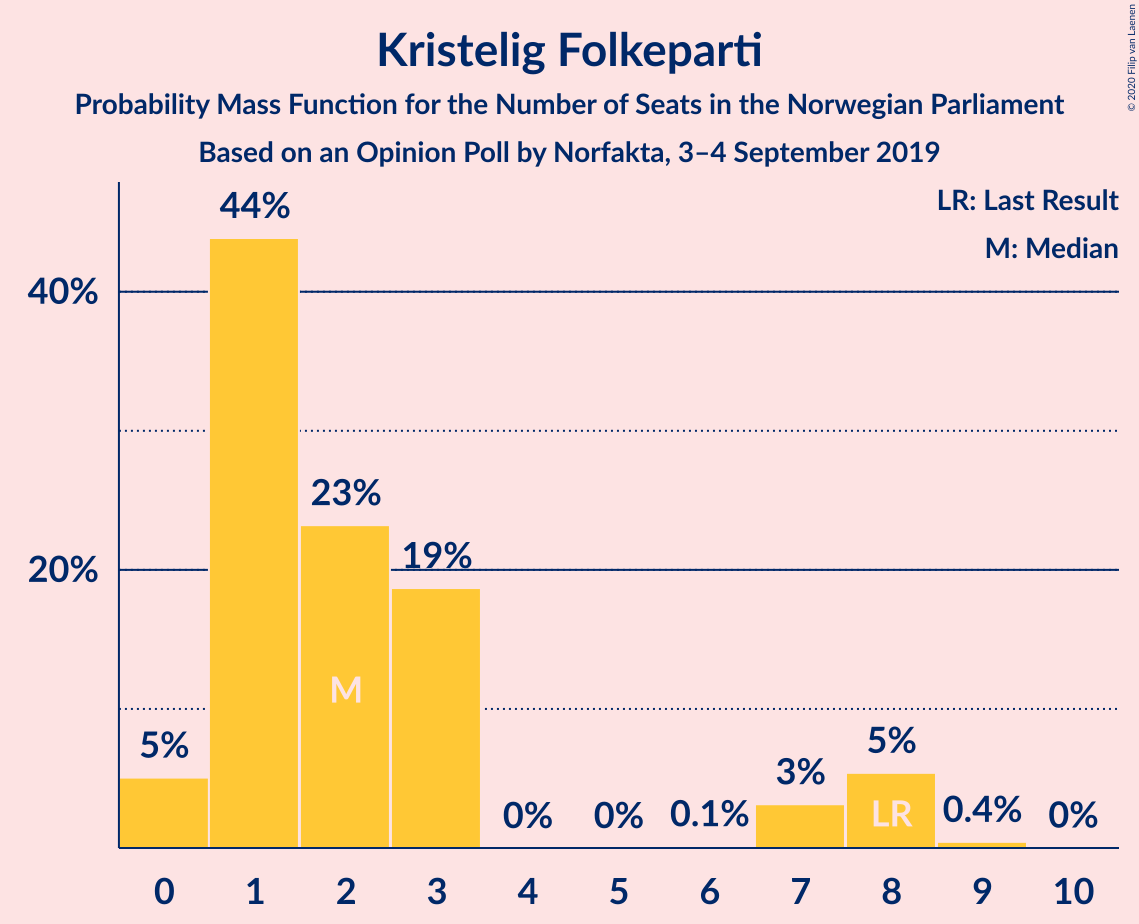 Kristelig Folkeparti
Probability Mass Function for the Number of Seats in the Norwegian Parliament
Based on an Opinion Poll by Norfakta, 3–4 September 2019
© 2020 Filip van Laenen
LR: Last Result
M: Median
40%
20%
44%
23%
19%
5%
0%
0%
0.1%
3%
5%
0.4%
0%
M
LR
0 1 2 3 4 5 6 7 8 9 10